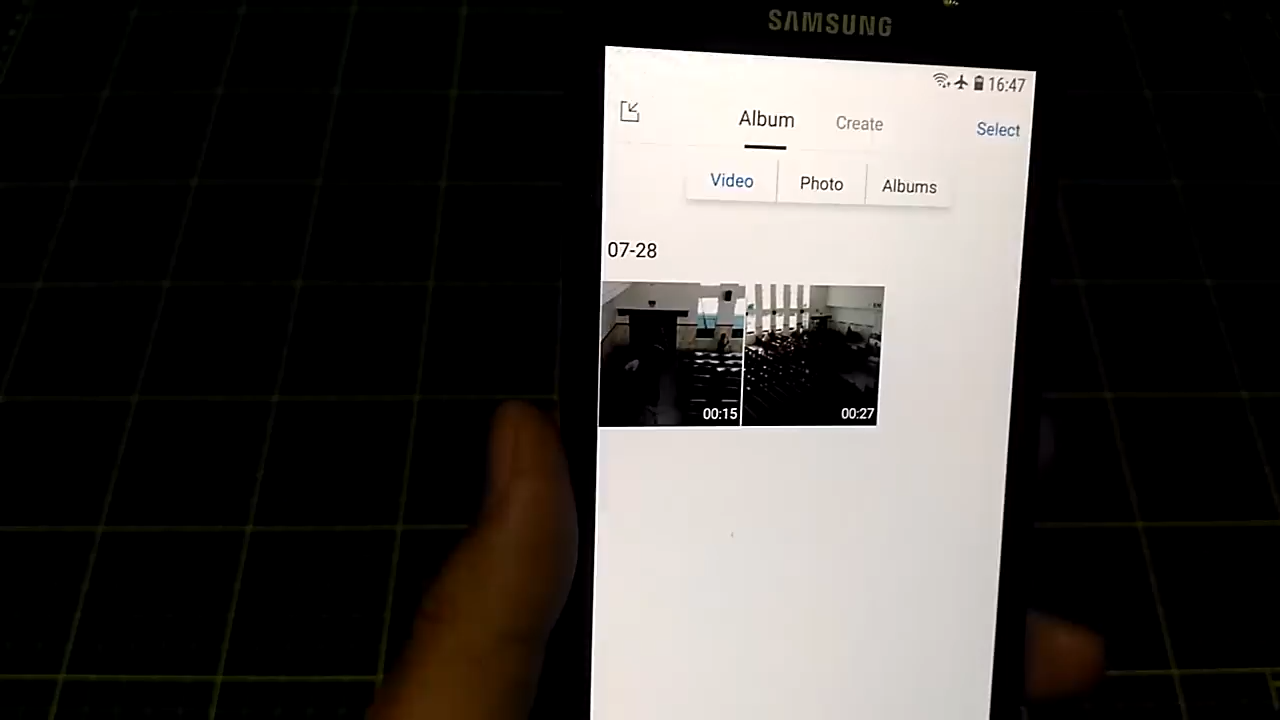 SAMSUNG
16:47
Album Create Select
Video Photo Albums
07-28
00:15 00:27